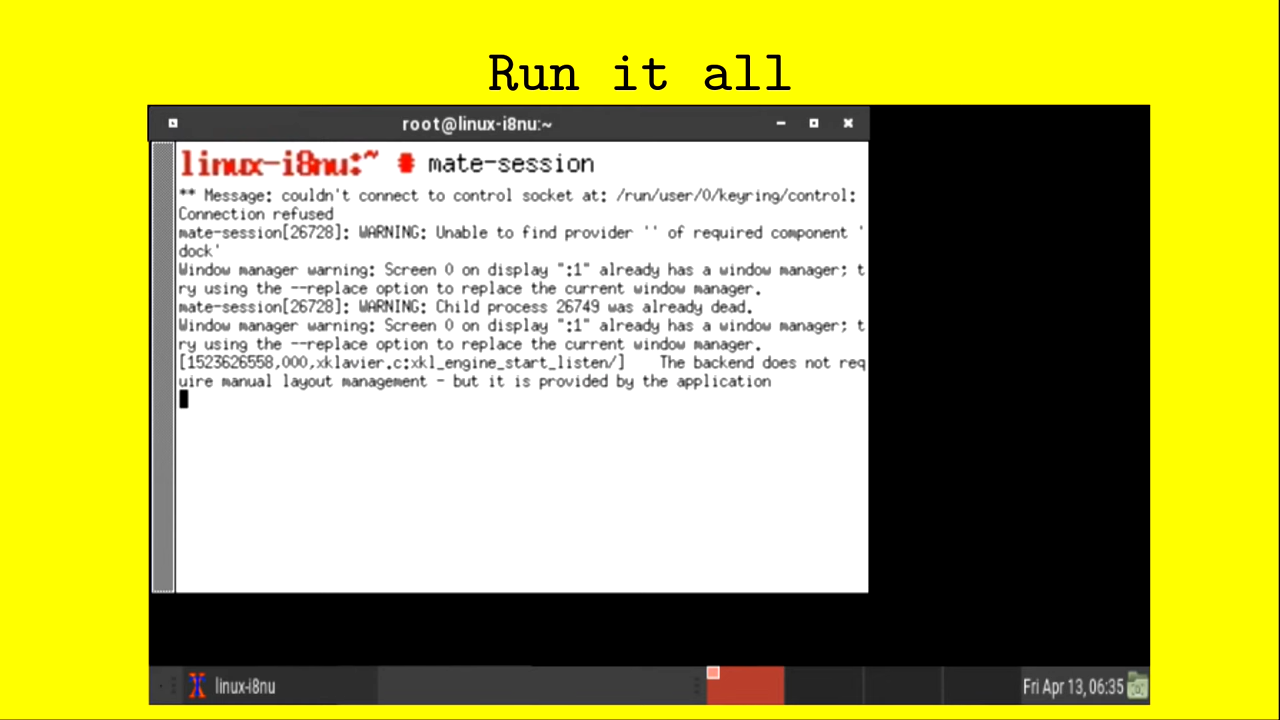 Run it all
root@linux-i8nu:~
linux-i8nu:~ # mate-session
** Message: couldn't connect to control socket at: /run/user/0/keyring/control:
Connection refused
mate-session[26728]: WARNING: Unable to find provider '' of required component '
dock'
Window manager warning: Screen 0 on display ":1" already has a window manager; t
ry using the --replace option to replace the current window manager.
mate-session[26728]: WARNING: Child process 26749 was already dead.
Window manager warning: Screen 0 on display ":1" already has a window manager; t
ry using the --replace option to replace the current window manager.
[1523626558,000,xklavier.c:xkl_engine_start_listen/] The backend does not req
uire manual layout management - but it is provided by the application
linux-i8nu
Fri Apr 13, 06:35